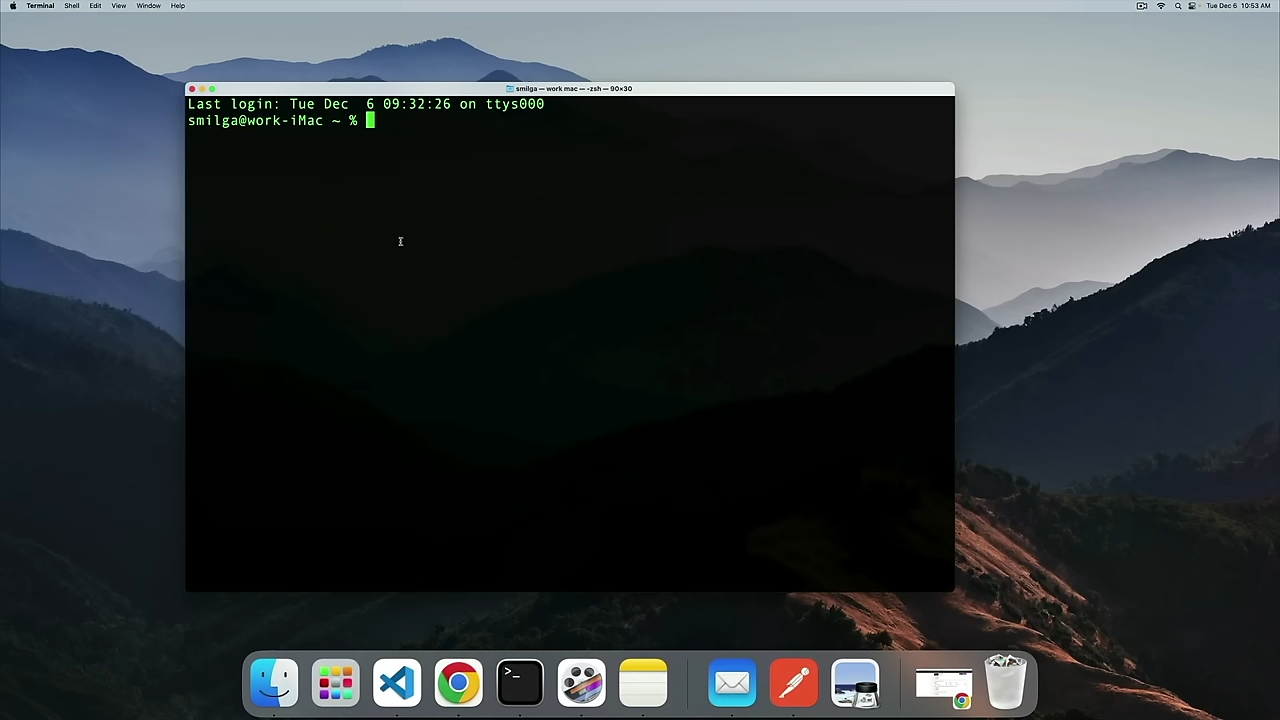 Terminal Shell Edit View Window Help
Tue Dec 6 10:53 AM
smilga — work mac — -zsh — 90×30
Last login: Tue Dec  6 09:32:26 on ttys000
smilga@work-iMac ~ %
>_